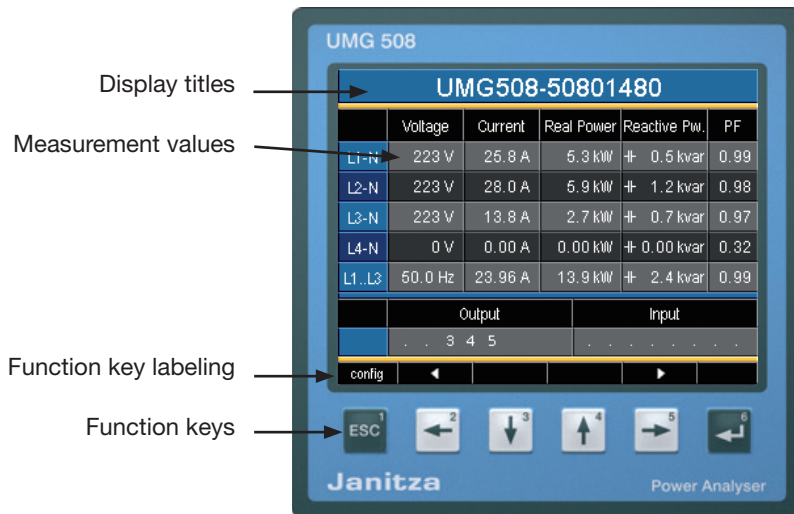 UMG 508
Display titles
UMG508-50801480
Voltage Current Real Power Reactive Pw. PF
Measurement values
L1-N 223 V 25.8 A 5.3 kW 0.5 kvar 0.99
L2-N 223 V 28.0 A 5.9 kW 1.2 kvar 0.98
L3-N 223 V 13.8 A 2.7 kW 0.7 kvar 0.97
L4-N 0 V 0.00 A 0.00 kW 0.00 kvar 0.32
L1..L3 50.0 Hz 23.96 A 13.9 kW 2.4 kvar 0.99
Output Input
. . 3 4 5 . . . . . . . .
Function key labeling
config
Function keys
ESC 1 2 3 4 5 6
Janitza Power Analyser